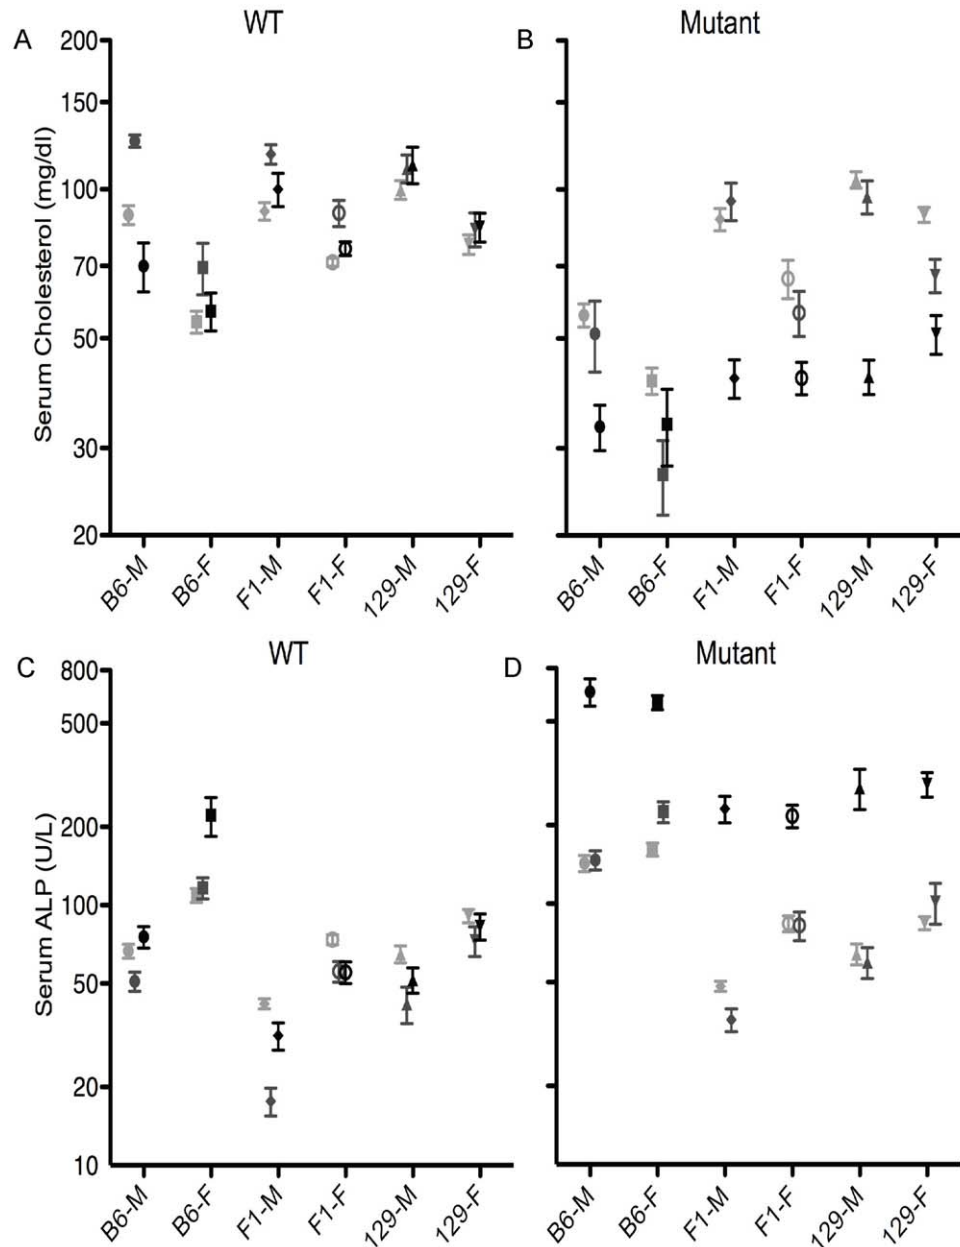 A
WT
Serum Cholesterol (mg/dl)
200
150
100
70
50
30
20
B6-M
B6-F
F1-M
F1-F
129-M
129-F
B
Mutant
B6-M
B6-F
F1-M
F1-F
129-M
129-F
C
WT
Serum ALP (U/L)
800
500
200
100
50
20
10
B6-M
B6-F
F1-M
F1-F
129-M
129-F
D
Mutant
B6-M
B6-F
F1-M
F1-F
129-M
129-F